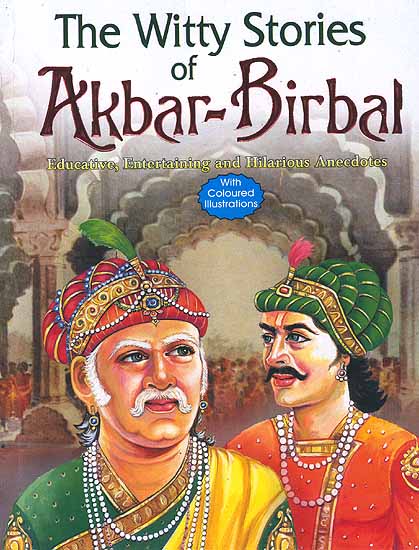 The Witty Stories
of
Akbar-Birbal
Educative, Entertaining and Hilarious Anecdotes
With
Coloured
Illustrations